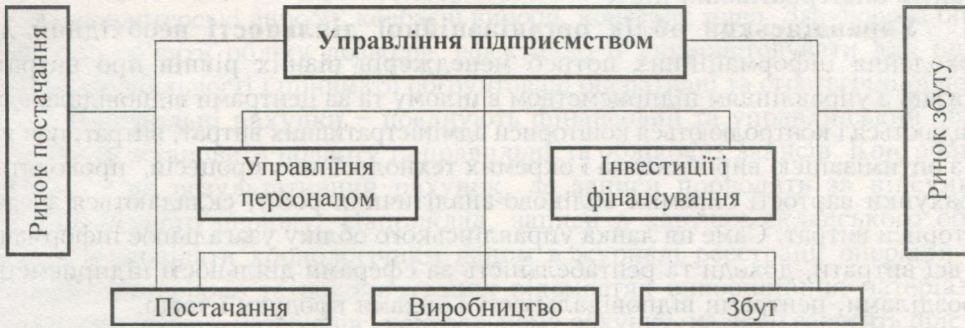 Управління підприємством
Ринок постачання
Управління
персоналом
Інвестиції і
фінансування
Ринок збуту
Постачання
Виробництво
Збут